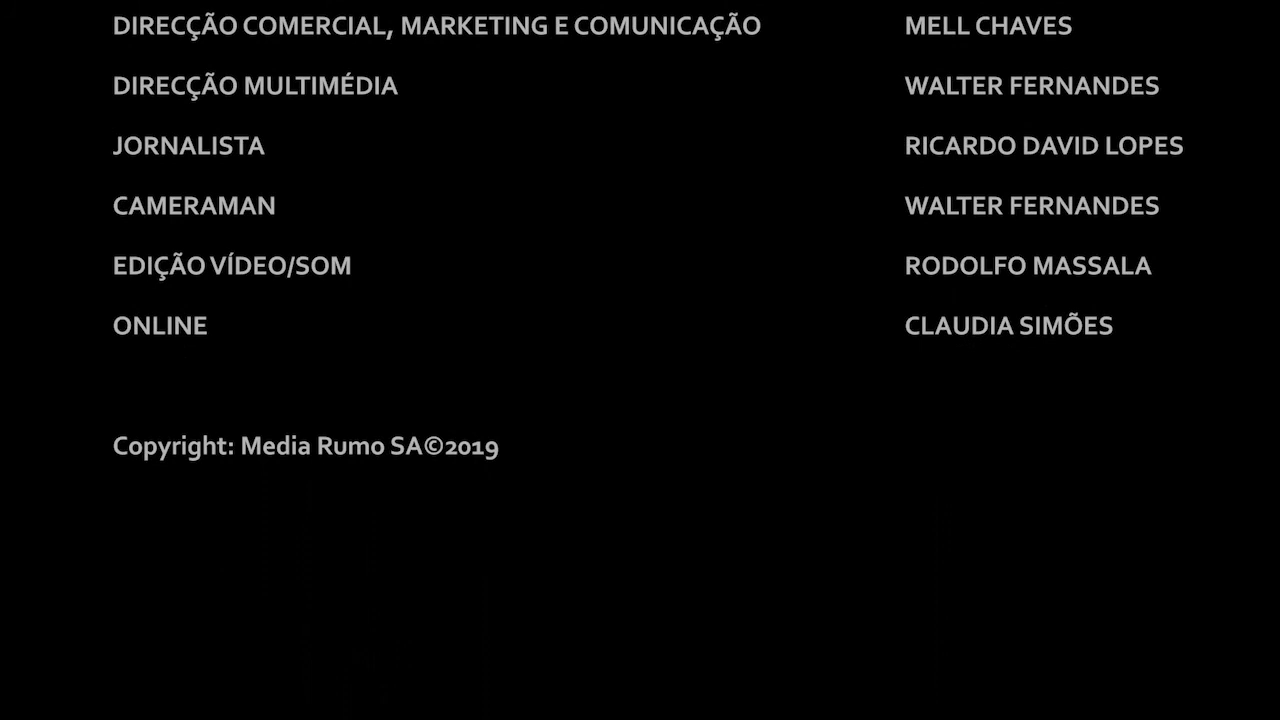 DIRECÇÃO COMERCIAL, MARKETING E COMUNICAÇÃO MELL CHAVES
DIRECÇÃO MULTIMÉDIA WALTER FERNANDES
JORNALISTA RICARDO DAVID LOPES
CAMERAMAN WALTER FERNANDES
EDIÇÃO VÍDEO/SOM RODOLFO MASSALA
ONLINE CLAUDIA SIMÕES
Copyright: Media Rumo SA©2019